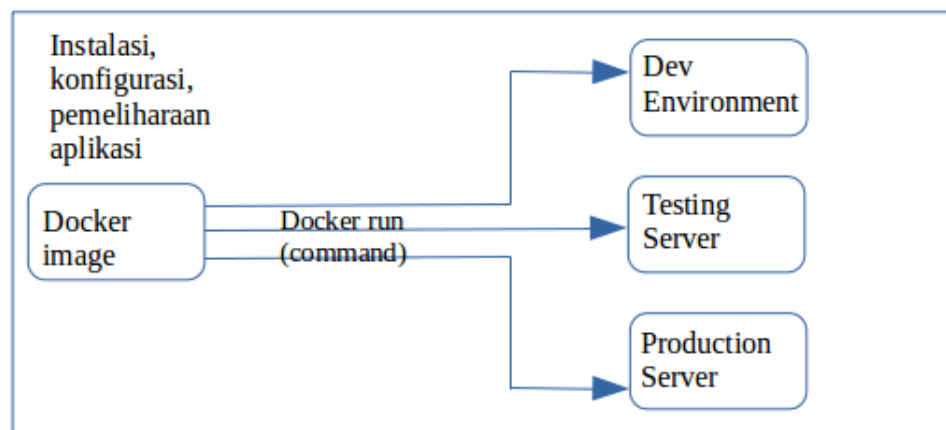 Instalasi,
konfigurasi,
pemeliharaan
aplikasi
Docker
image
Docker run
(command)
Dev
Environment
Testing
Server
Production
Server